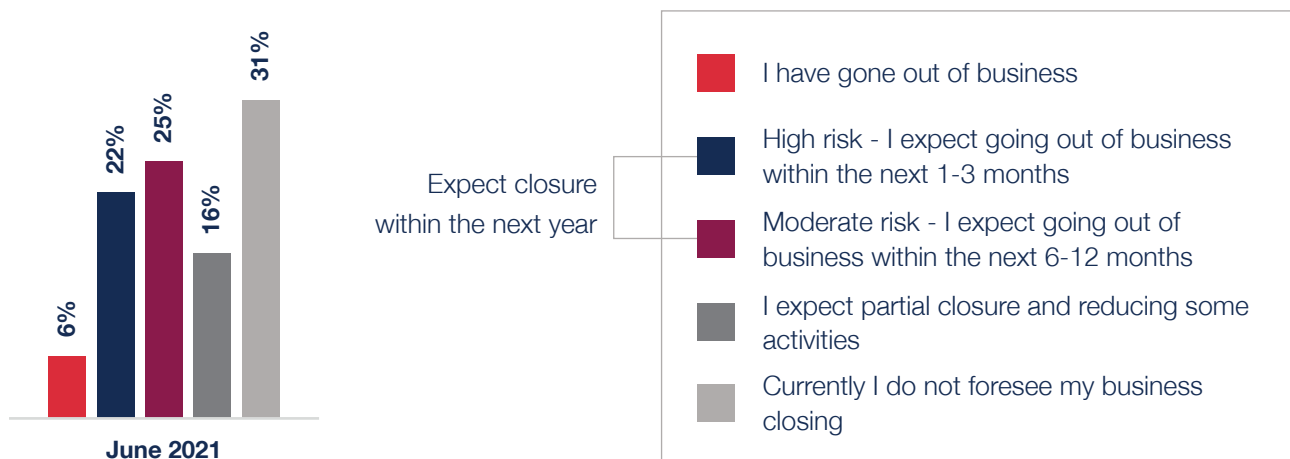 6%
22%
25%
16%
31%
June 2021
Expect closure
within the next year
I have gone out of business
High risk - I expect going out of business
within the next 1-3 months
Moderate risk - I expect going out of
business within the next 6-12 months
I expect partial closure and reducing some
activities
Currently I do not foresee my business
closing